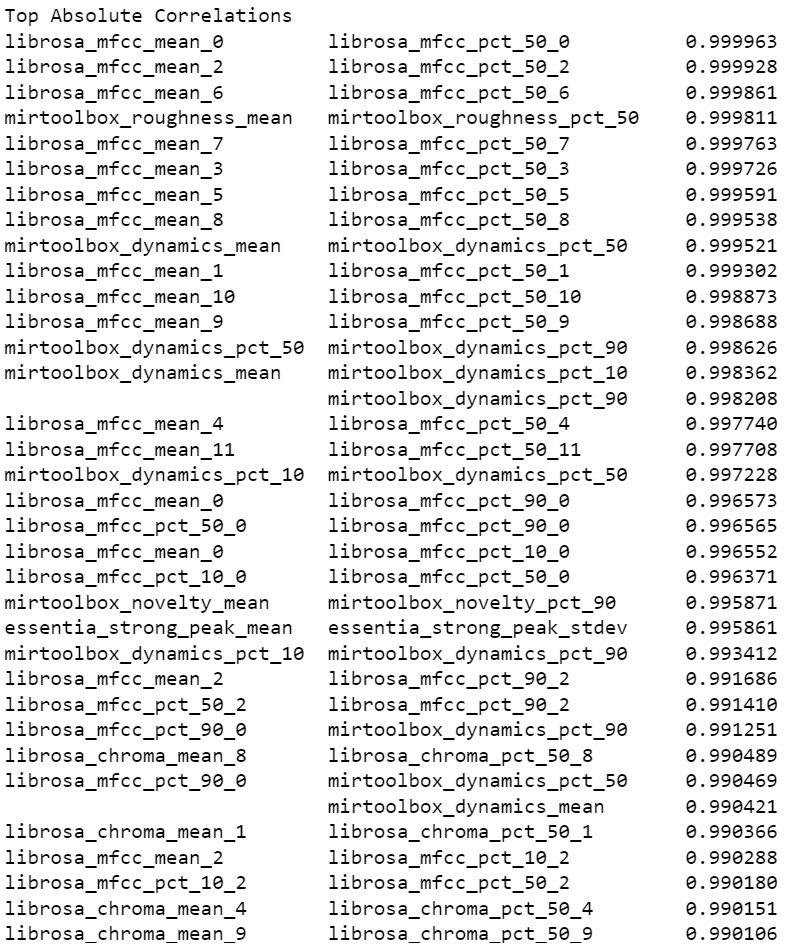 Top Absolute Correlations
librosa_mfcc_mean_0 librosa_mfcc_pct_50_0 0.999963
librosa_mfcc_mean_2 librosa_mfcc_pct_50_2 0.999928
librosa_mfcc_mean_6 librosa_mfcc_pct_50_6 0.999861
mirtoolbox_roughness_mean mirtoolbox_roughness_pct_50 0.999811
librosa_mfcc_mean_7 librosa_mfcc_pct_50_7 0.999763
librosa_mfcc_mean_3 librosa_mfcc_pct_50_3 0.999726
librosa_mfcc_mean_5 librosa_mfcc_pct_50_5 0.999591
librosa_mfcc_mean_8 librosa_mfcc_pct_50_8 0.999538
mirtoolbox_dynamics_mean mirtoolbox_dynamics_pct_50 0.999521
librosa_mfcc_mean_1 librosa_mfcc_pct_50_1 0.999302
librosa_mfcc_mean_10 librosa_mfcc_pct_50_10 0.998873
librosa_mfcc_mean_9 librosa_mfcc_pct_50_9 0.998688
mirtoolbox_dynamics_pct_50 mirtoolbox_dynamics_pct_90 0.998626
mirtoolbox_dynamics_mean mirtoolbox_dynamics_pct_10 0.998362
mirtoolbox_dynamics_pct_90 0.998208
librosa_mfcc_mean_4 librosa_mfcc_pct_50_4 0.997740
librosa_mfcc_mean_11 librosa_mfcc_pct_50_11 0.997708
mirtoolbox_dynamics_pct_10 mirtoolbox_dynamics_pct_50 0.997228
librosa_mfcc_mean_0 librosa_mfcc_pct_90_0 0.996573
librosa_mfcc_pct_50_0 librosa_mfcc_pct_90_0 0.996565
librosa_mfcc_mean_0 librosa_mfcc_pct_10_0 0.996552
librosa_mfcc_pct_10_0 librosa_mfcc_pct_50_0 0.996371
mirtoolbox_novelty_mean mirtoolbox_novelty_pct_90 0.995871
essentia_strong_peak_mean essentia_strong_peak_stdev 0.995861
mirtoolbox_dynamics_pct_10 mirtoolbox_dynamics_pct_90 0.993412
librosa_mfcc_mean_2 librosa_mfcc_pct_90_2 0.991686
librosa_mfcc_pct_50_2 librosa_mfcc_pct_90_2 0.991410
librosa_mfcc_pct_90_0 mirtoolbox_dynamics_pct_90 0.991251
librosa_chroma_mean_8 librosa_chroma_pct_50_8 0.990489
librosa_mfcc_pct_90_0 mirtoolbox_dynamics_pct_50 0.990469
mirtoolbox_dynamics_mean 0.990421
librosa_chroma_mean_1 librosa_chroma_pct_50_1 0.990366
librosa_mfcc_mean_2 librosa_mfcc_pct_10_2 0.990288
librosa_mfcc_pct_10_2 librosa_mfcc_pct_50_2 0.990180
librosa_chroma_mean_4 librosa_chroma_pct_50_4 0.990151
librosa_chroma_mean_9 librosa_chroma_pct_50_9 0.990106